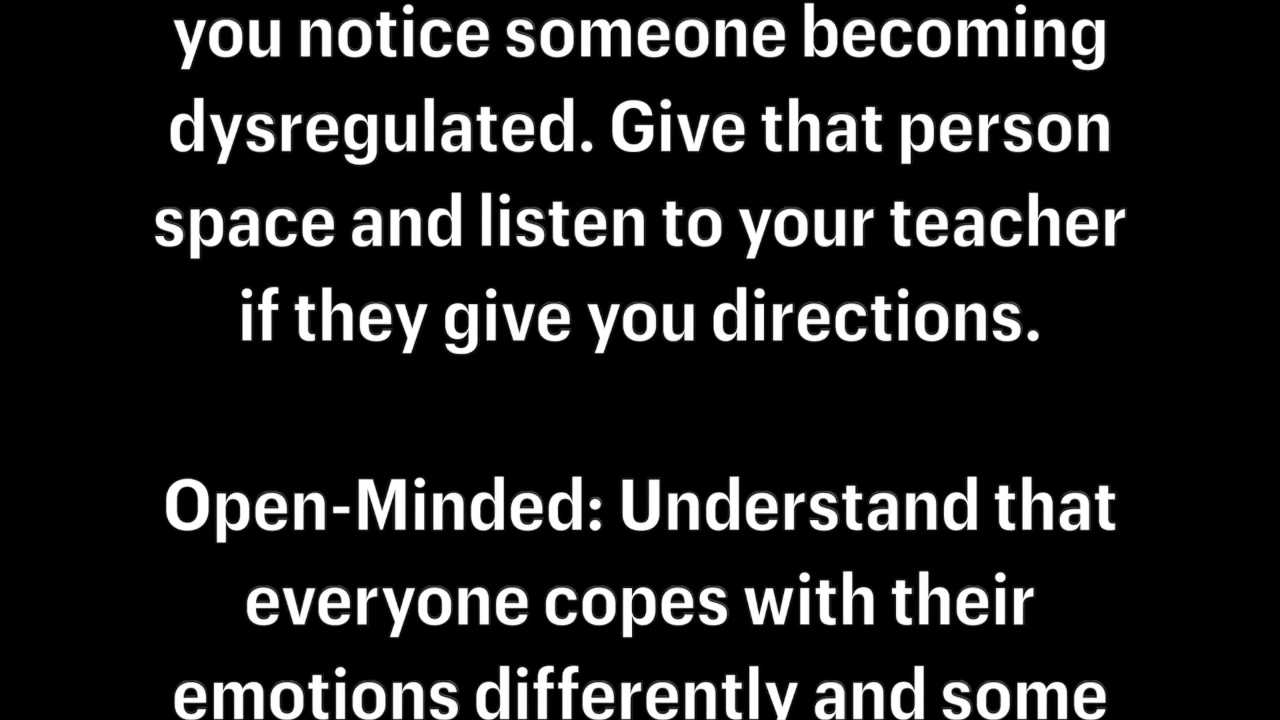 you notice someone becoming
dysregulated. Give that person
space and listen to your teacher
if they give you directions.
Open-Minded: Understand that
everyone copes with their
emotions differently and some